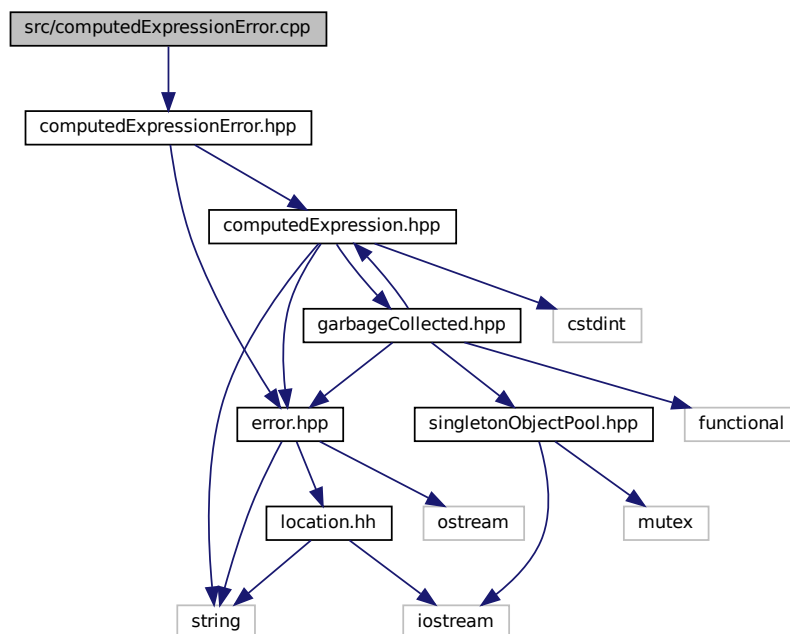 src/computedExpressionError.cpp
computedExpressionError.hpp
computedExpression.hpp
garbageCollected.hpp
cstdint
error.hpp
singletonObjectPool.hpp
functional
location.hh
ostream
mutex
string
iostream